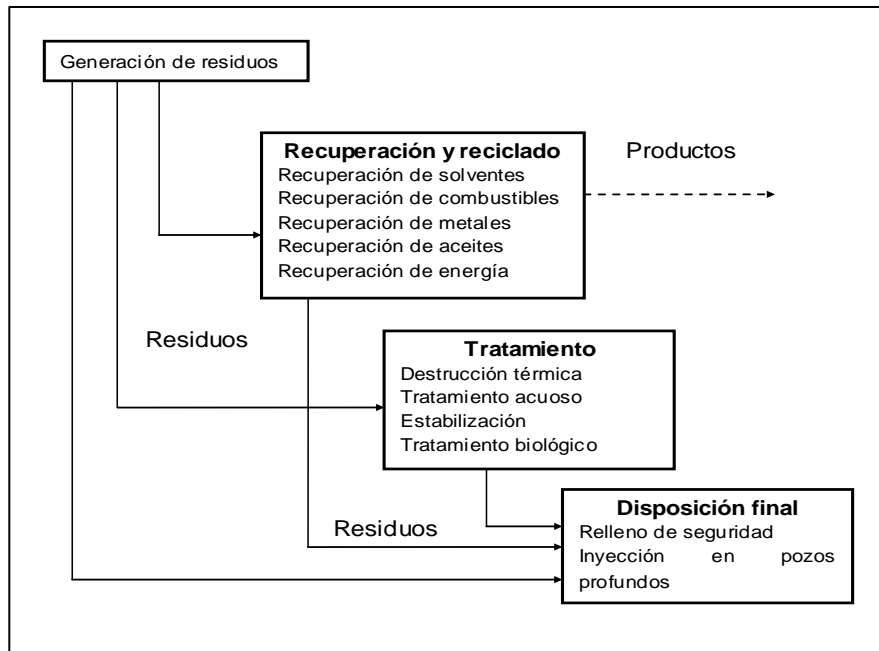 Generación de residuos
Recuperación y reciclado
Recuperación de solventes
Recuperación de combustibles
Recuperación de metales
Recuperación de aceites
Recuperación de energía
Productos
Residuos
Tratamiento
Destrucción térmica
Tratamiento acuoso
Estabilización
Tratamiento biológico
Residuos
Disposición final
Relleno de seguridad
Inyección en pozos
profundos